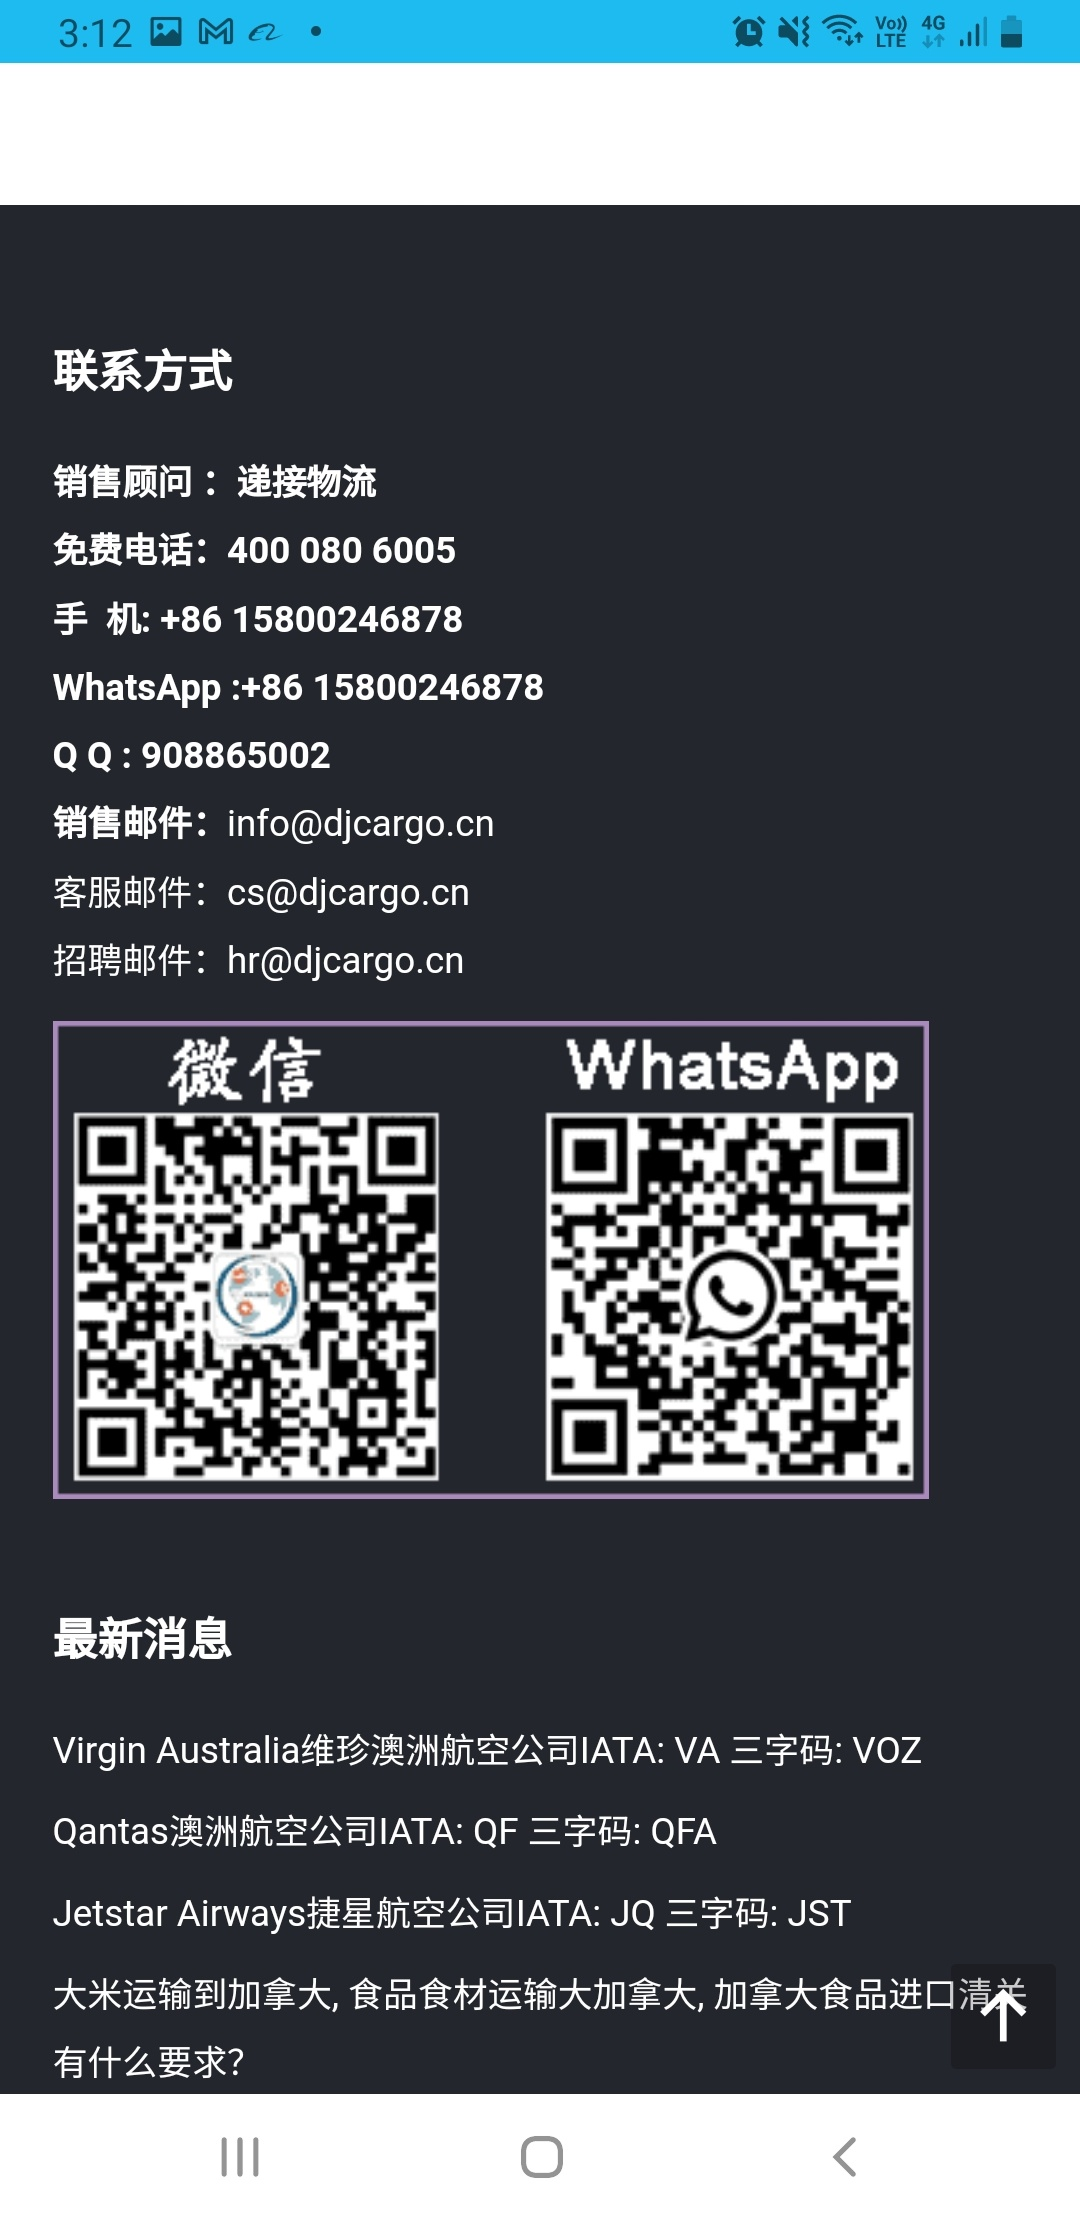 3:12
Vo))
LTE
4G
联系方式
销售顾问 ：递接物流
免费电话：400 080 6005
手 机: +86 15800246878
WhatsApp :+86 15800246878
Q Q : 908865002
销售邮件：info@djcargo.cn
客服邮件：cs@djcargo.cn
招聘邮件：hr@djcargo.cn
微信 WhatsApp
最新消息
Virgin Australia维珍澳洲航空公司IATA: VA 三字码: VOZ
Qantas澳洲航空公司IATA: QF 三字码: QFA
Jetstar Airways捷星航空公司IATA: JQ 三字码: JST
大米运输到加拿大, 食品食材运输大加拿大, 加拿大食品进口清关
有什么要求？